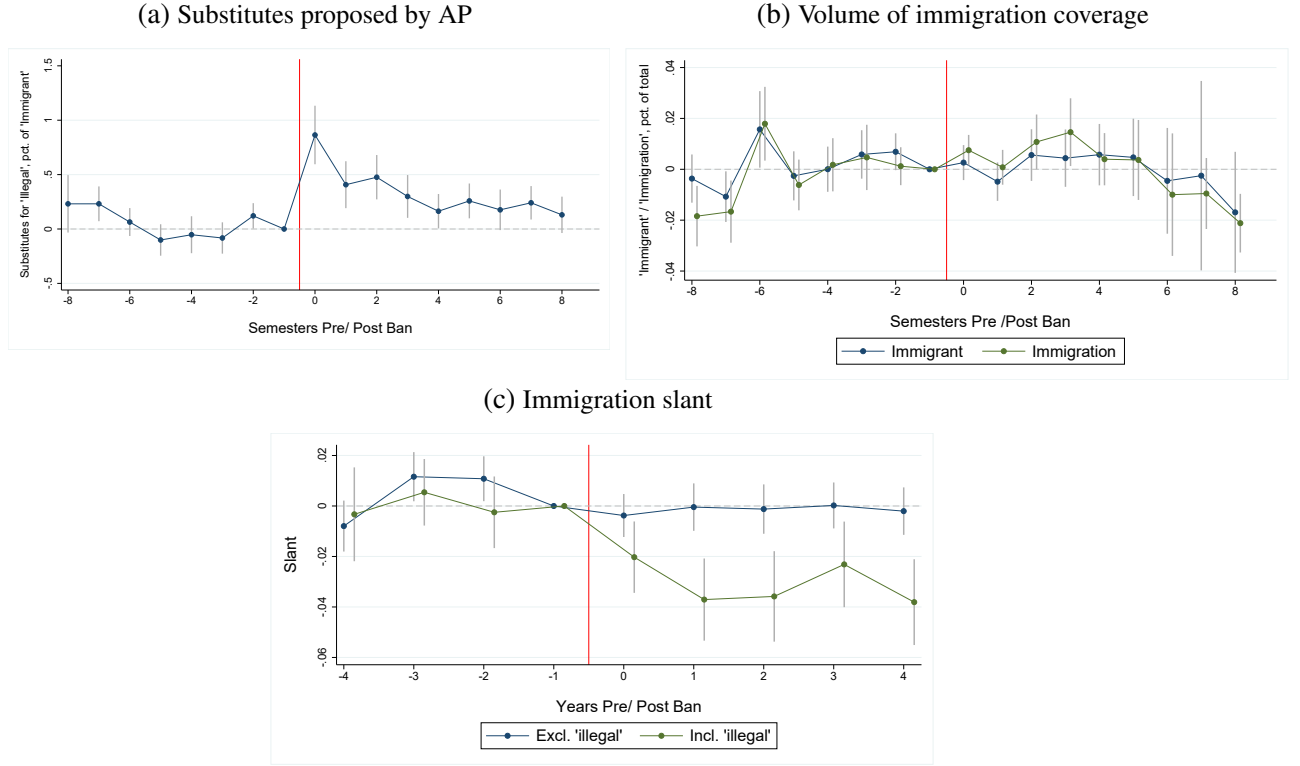 (a) Substitutes proposed by AP
Substitutes for 'Illegal', pct. of 'Immigrant'
1.5
1
.5
0
-.5
-8 -6 -4 -2 0 2 4 6 8
Semesters Pre/ Post Ban
(b) Volume of immigration coverage
'Immigrant' / 'Immigration', pct. of total
.04
.02
0
-.02
-.04
-8 -6 -4 -2 0 2 4 6 8
Semesters Pre /Post Ban
Immigrant Immigration
(c) Immigration slant
Slant
.02
0
-.02
-.04
-.06
-4 -3 -2 -1 0 1 2 3 4
Years Pre/ Post Ban
Excl. 'illegal' Incl. 'illegal'